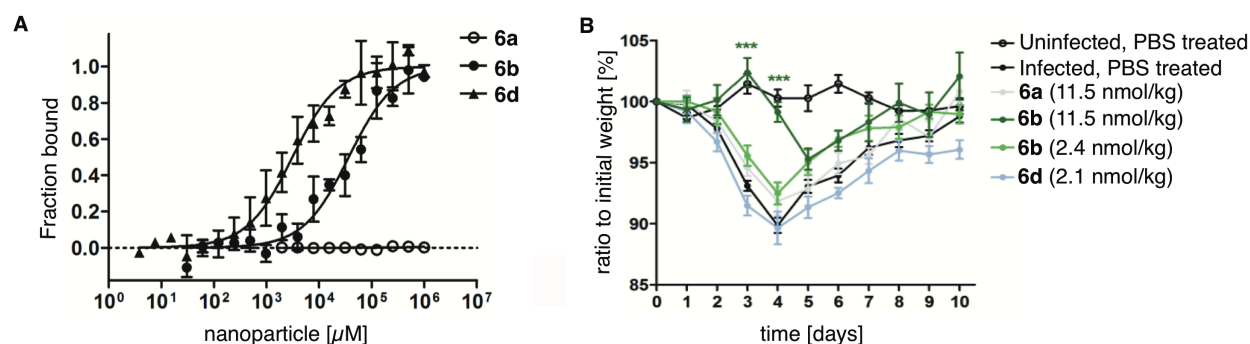 A
Fraction bound
1.0
0.8
0.6
0.4
0.2
0.0
10⁰ 10¹ 10² 10³ 10⁴ 10⁵ 10⁶ 10⁷
nanoparticle [µM]
6a
6b
6d
B
ratio to initial weight [%]
105
100
95
90
85
***
***
0 1 2 3 4 5 6 7 8 9 10
time [days]
Uninfected, PBS treated
Infected, PBS treated
6a (11.5 nmol/kg)
6b (11.5 nmol/kg)
6b (2.4 nmol/kg)
6d (2.1 nmol/kg)